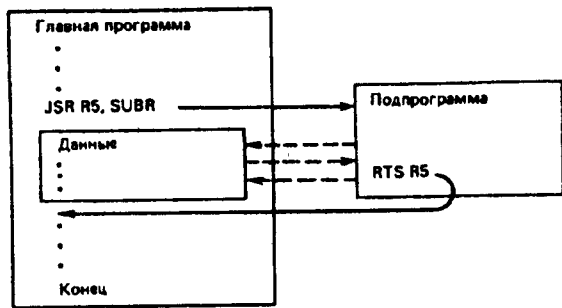 Главная программа
JSR R5, SUBR
Подпрограмма
Данные
RTS R5
Конец